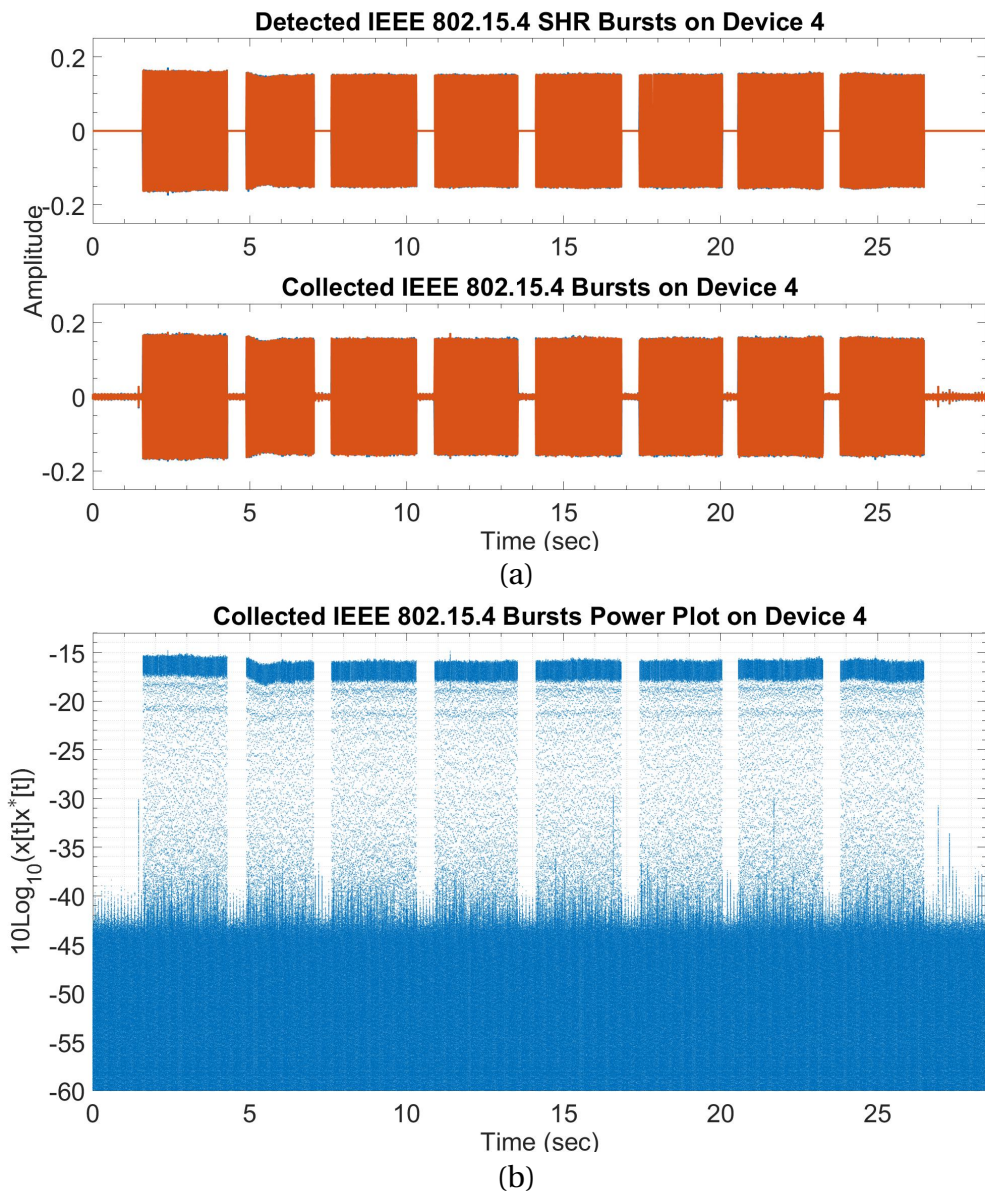 Detected IEEE 802.15.4 SHR Bursts on Device 4
0.2
0
-0.2
0 5 10 15 20 25
Amplitude
Collected IEEE 802.15.4 Bursts on Device 4
0.2
0
-0.2
0 5 10 15 20 25
Time (sec)
(a)
Collected IEEE 802.15.4 Bursts Power Plot on Device 4
10Log10(x[t]x*[t])
-15
-20
-25
-30
-35
-40
-45
-50
-55
-60
0 5 10 15 20 25
Time (sec)
(b)